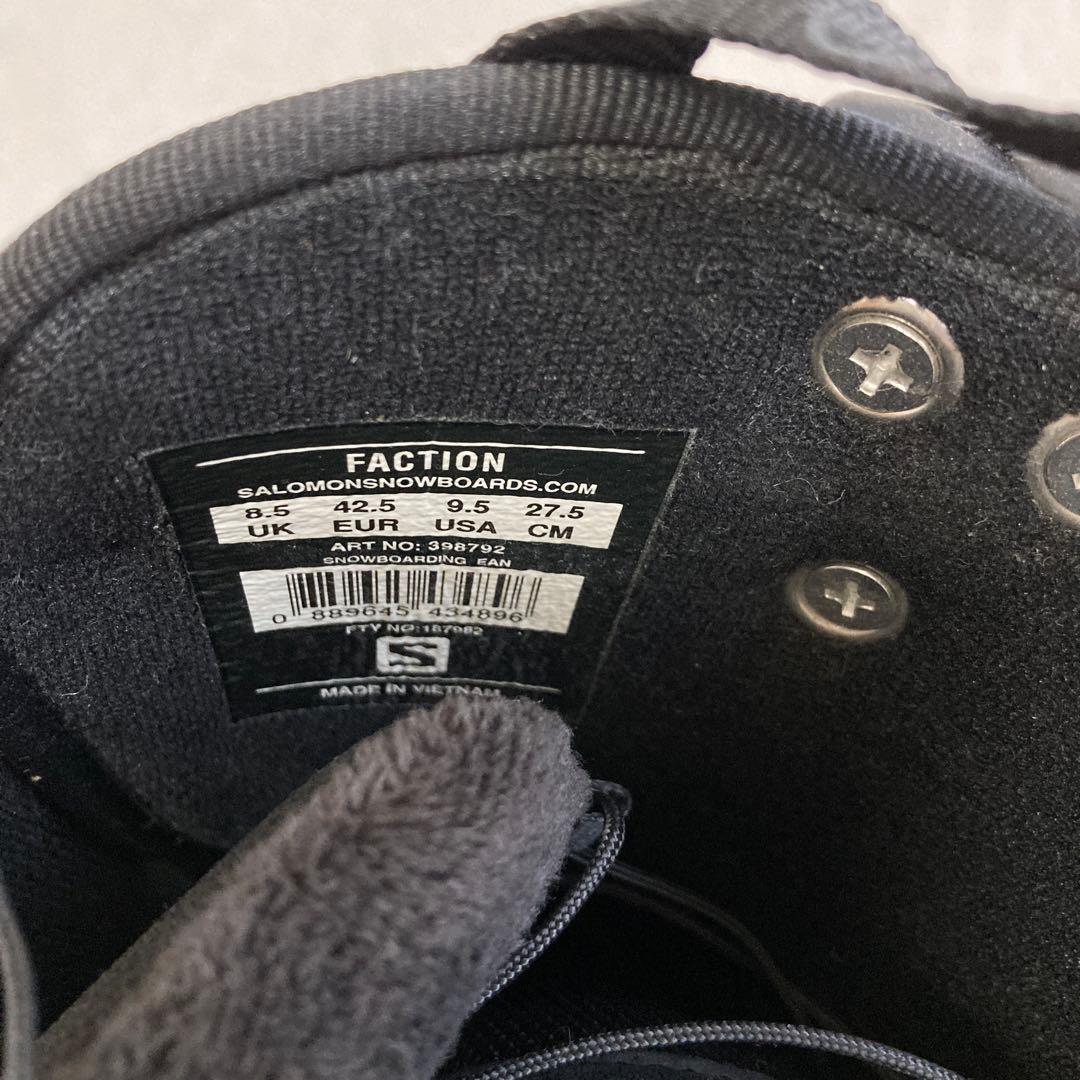 FACTION
SALOMONSNOWBOARDS.COM
8.5 42.5 9.5 27.5
UK EUR USA CM
ART NO: 398792
SNOWBOARDING EAN
0 889645 434896
FTY NO:187982
S
MADE IN VIETNAM